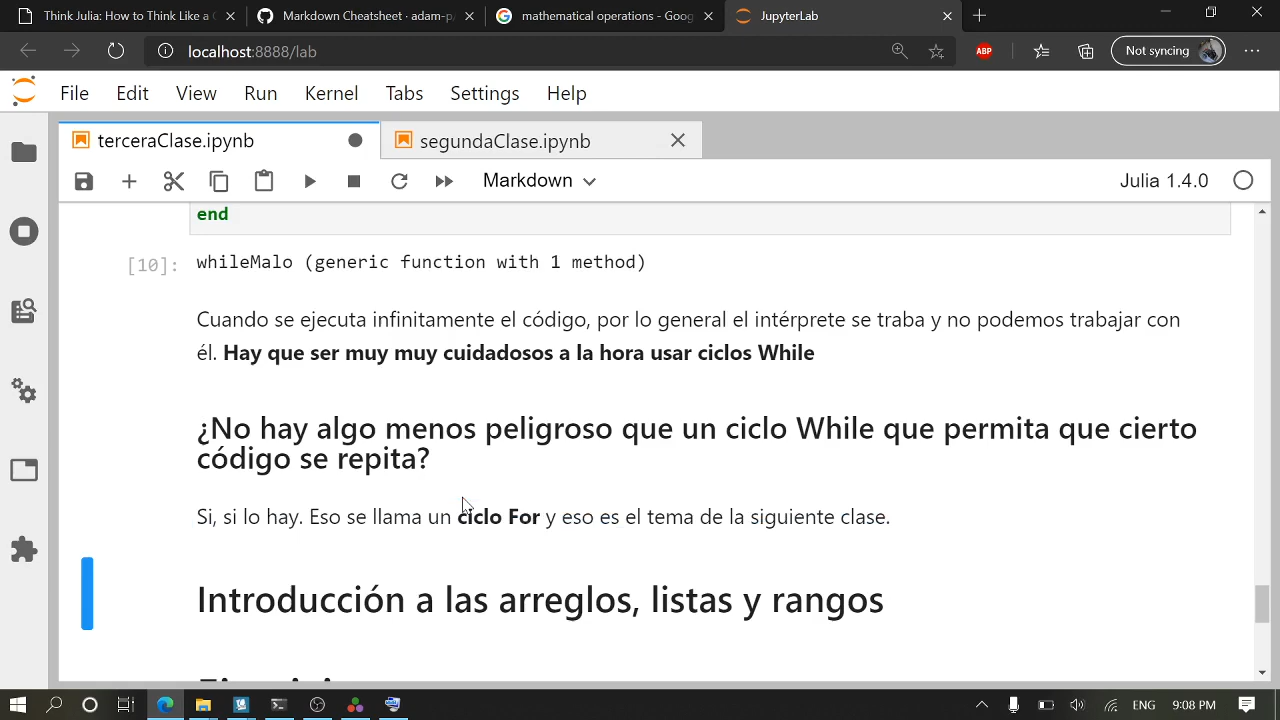 Think Julia: How to Think Like a C
Markdown Cheatsheet · adam-p/
mathematical operations - Goog
JupyterLab
localhost:8888/lab
ABP
Not syncing
File Edit View Run Kernel Tabs Settings Help
terceraClase.ipynb
segundaClase.ipynb
Markdown
Julia 1.4.0
end
[10]: whileMalo (generic function with 1 method)
Cuando se ejecuta infinitamente el código, por lo general el intérprete se traba y no podemos trabajar con
él. Hay que ser muy muy cuidadosos a la hora usar ciclos While
¿No hay algo menos peligroso que un ciclo While que permita que cierto
código se repita?
Si, si lo hay. Eso se llama un ciclo For y eso es el tema de la siguiente clase.
Introducción a las arreglos, listas y rangos
ENG
9:08 PM